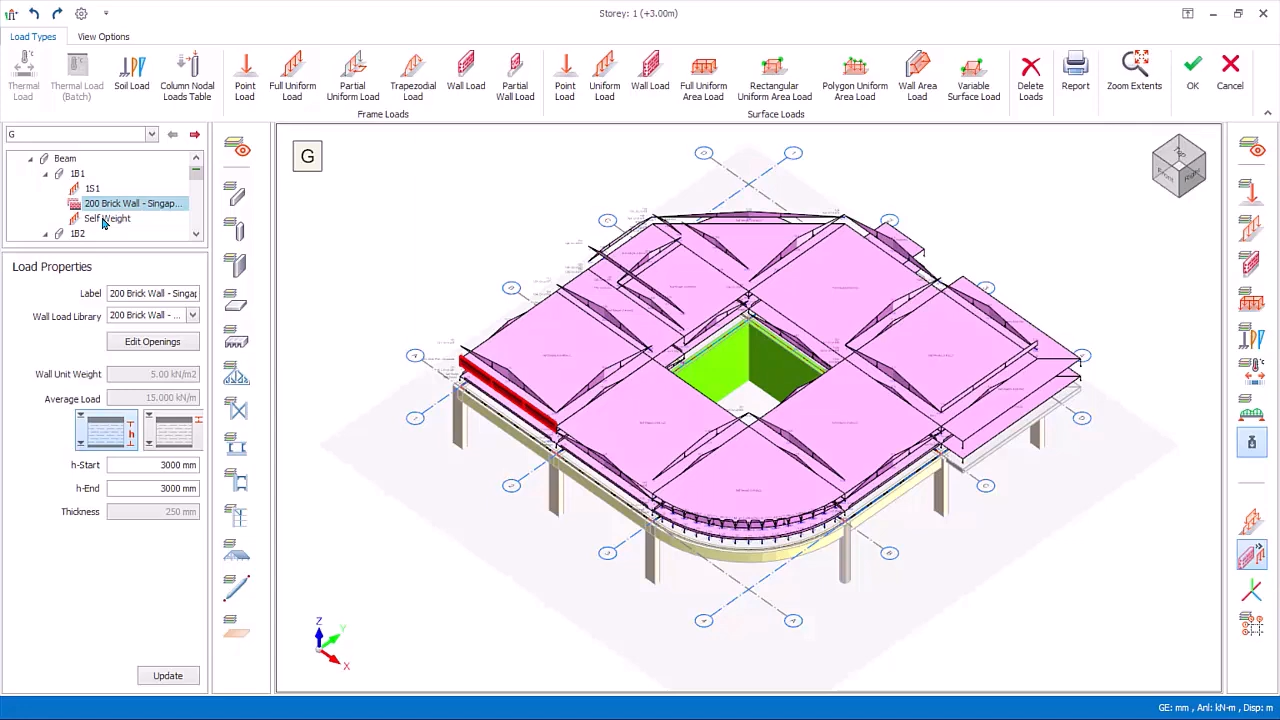 Storey: 1 (+3.00m)
Load Types
View Options
Thermal Load
Thermal Load (Batch)
Soil Load
Column Nodal Loads Table
Point Load
Full Uniform Load
Partial Uniform Load
Trapezodial Load
Wall Load
Partial Wall Load
Point Load
Uniform Load
Wall Load
Full Uniform Area Load
Rectangular Uniform Area Load
Polygon Uniform Area Load
Wall Area Load
Variable Surface Load
Delete Loads
Report
Zoom Extents
OK
Cancel
Frame Loads
Surface Loads
G
Beam
1B1
1S1
200 Brick Wall - Singap...
Self Weight
1B2
G
Top
Front
Right
Load Properties
Label
200 Brick Wall - Singap
Wall Load Library
200 Brick Wall - ...
Edit Openings
Wall Unit Weight
5.00 kN/m2
Average Load
15.000 kN/m
h
h-Start
3000 mm
h-End
3000 mm
Thickness
250 mm
Z
Y
X
Update
GE: mm , Anl: kN-m , Disp: m